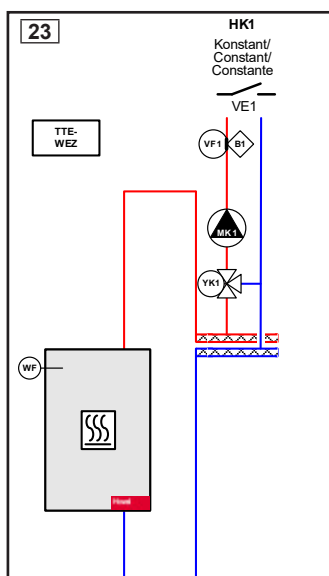 23
HK1
Konstant/
Constant/
Constante
VE1
TTE-
WEZ
VF1
B1
MK1
YK1
WF